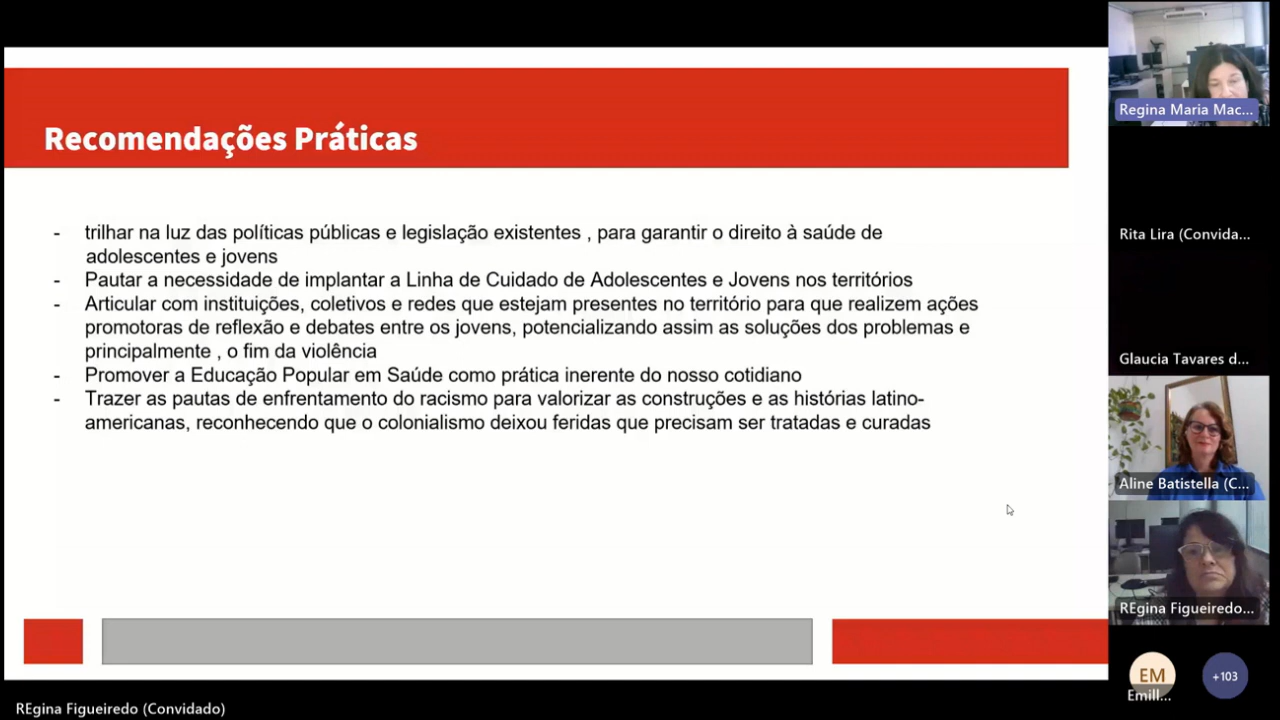 Recomendações Práticas
- trilhar na luz das políticas públicas e legislação existentes , para garantir o direito à saúde de
adolescentes e jovens
- Pautar a necessidade de implantar a Linha de Cuidado de Adolescentes e Jovens nos territórios
- Articular com instituições, coletivos e redes que estejam presentes no território para que realizem ações
promotoras de reflexão e debates entre os jovens, potencializando assim as soluções dos problemas e
principalmente , o fim da violência
- Promover a Educação Popular em Saúde como prática inerente do nosso cotidiano
- Trazer as pautas de enfrentamento do racismo para valorizar as construções e as histórias latino-
americanas, reconhecendo que o colonialismo deixou feridas que precisam ser tratadas e curadas
Regina Maria Mac...
Rita Lira (Convida...
Glaucia Tavares d...
Aline Batistella (C...
REgina Figueiredo...
EM
Emill...
+103
REgina Figueiredo (Convidado)